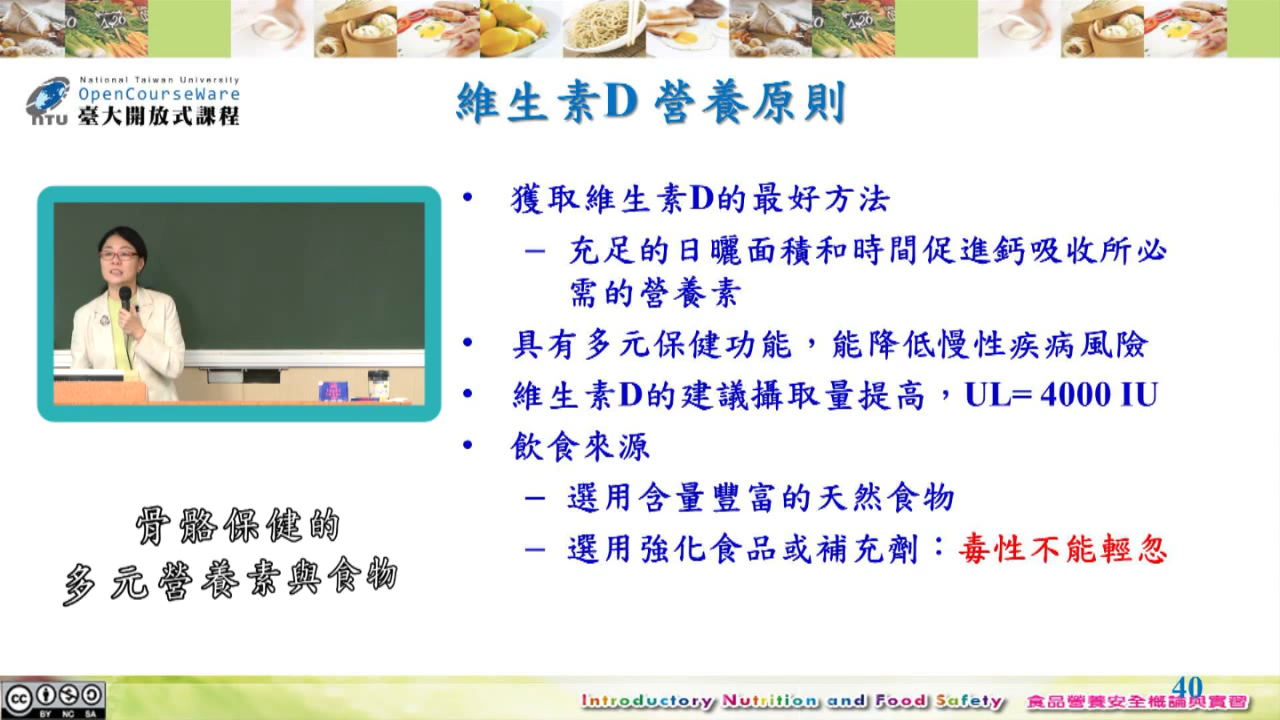 National Taiwan University
OpenCourseWare
NTU 臺大開放式課程
維生素D 營養原則
• 獲取維生素D的最好方法
– 充足的日曬面積和時間促進鈣吸收所必
需的營養素
• 具有多元保健功能，能降低慢性疾病風險
• 維生素D的建議攝取量提高，UL= 4000 IU
• 飲食來源
– 選用含量豐富的天然食物
– 選用強化食品或補充劑：毒性不能輕忽
骨骼保健的
多元營養素與食物
cc BY NC SA
Introductory Nutrition and Food Safety 食品營養安全概論與實習
40